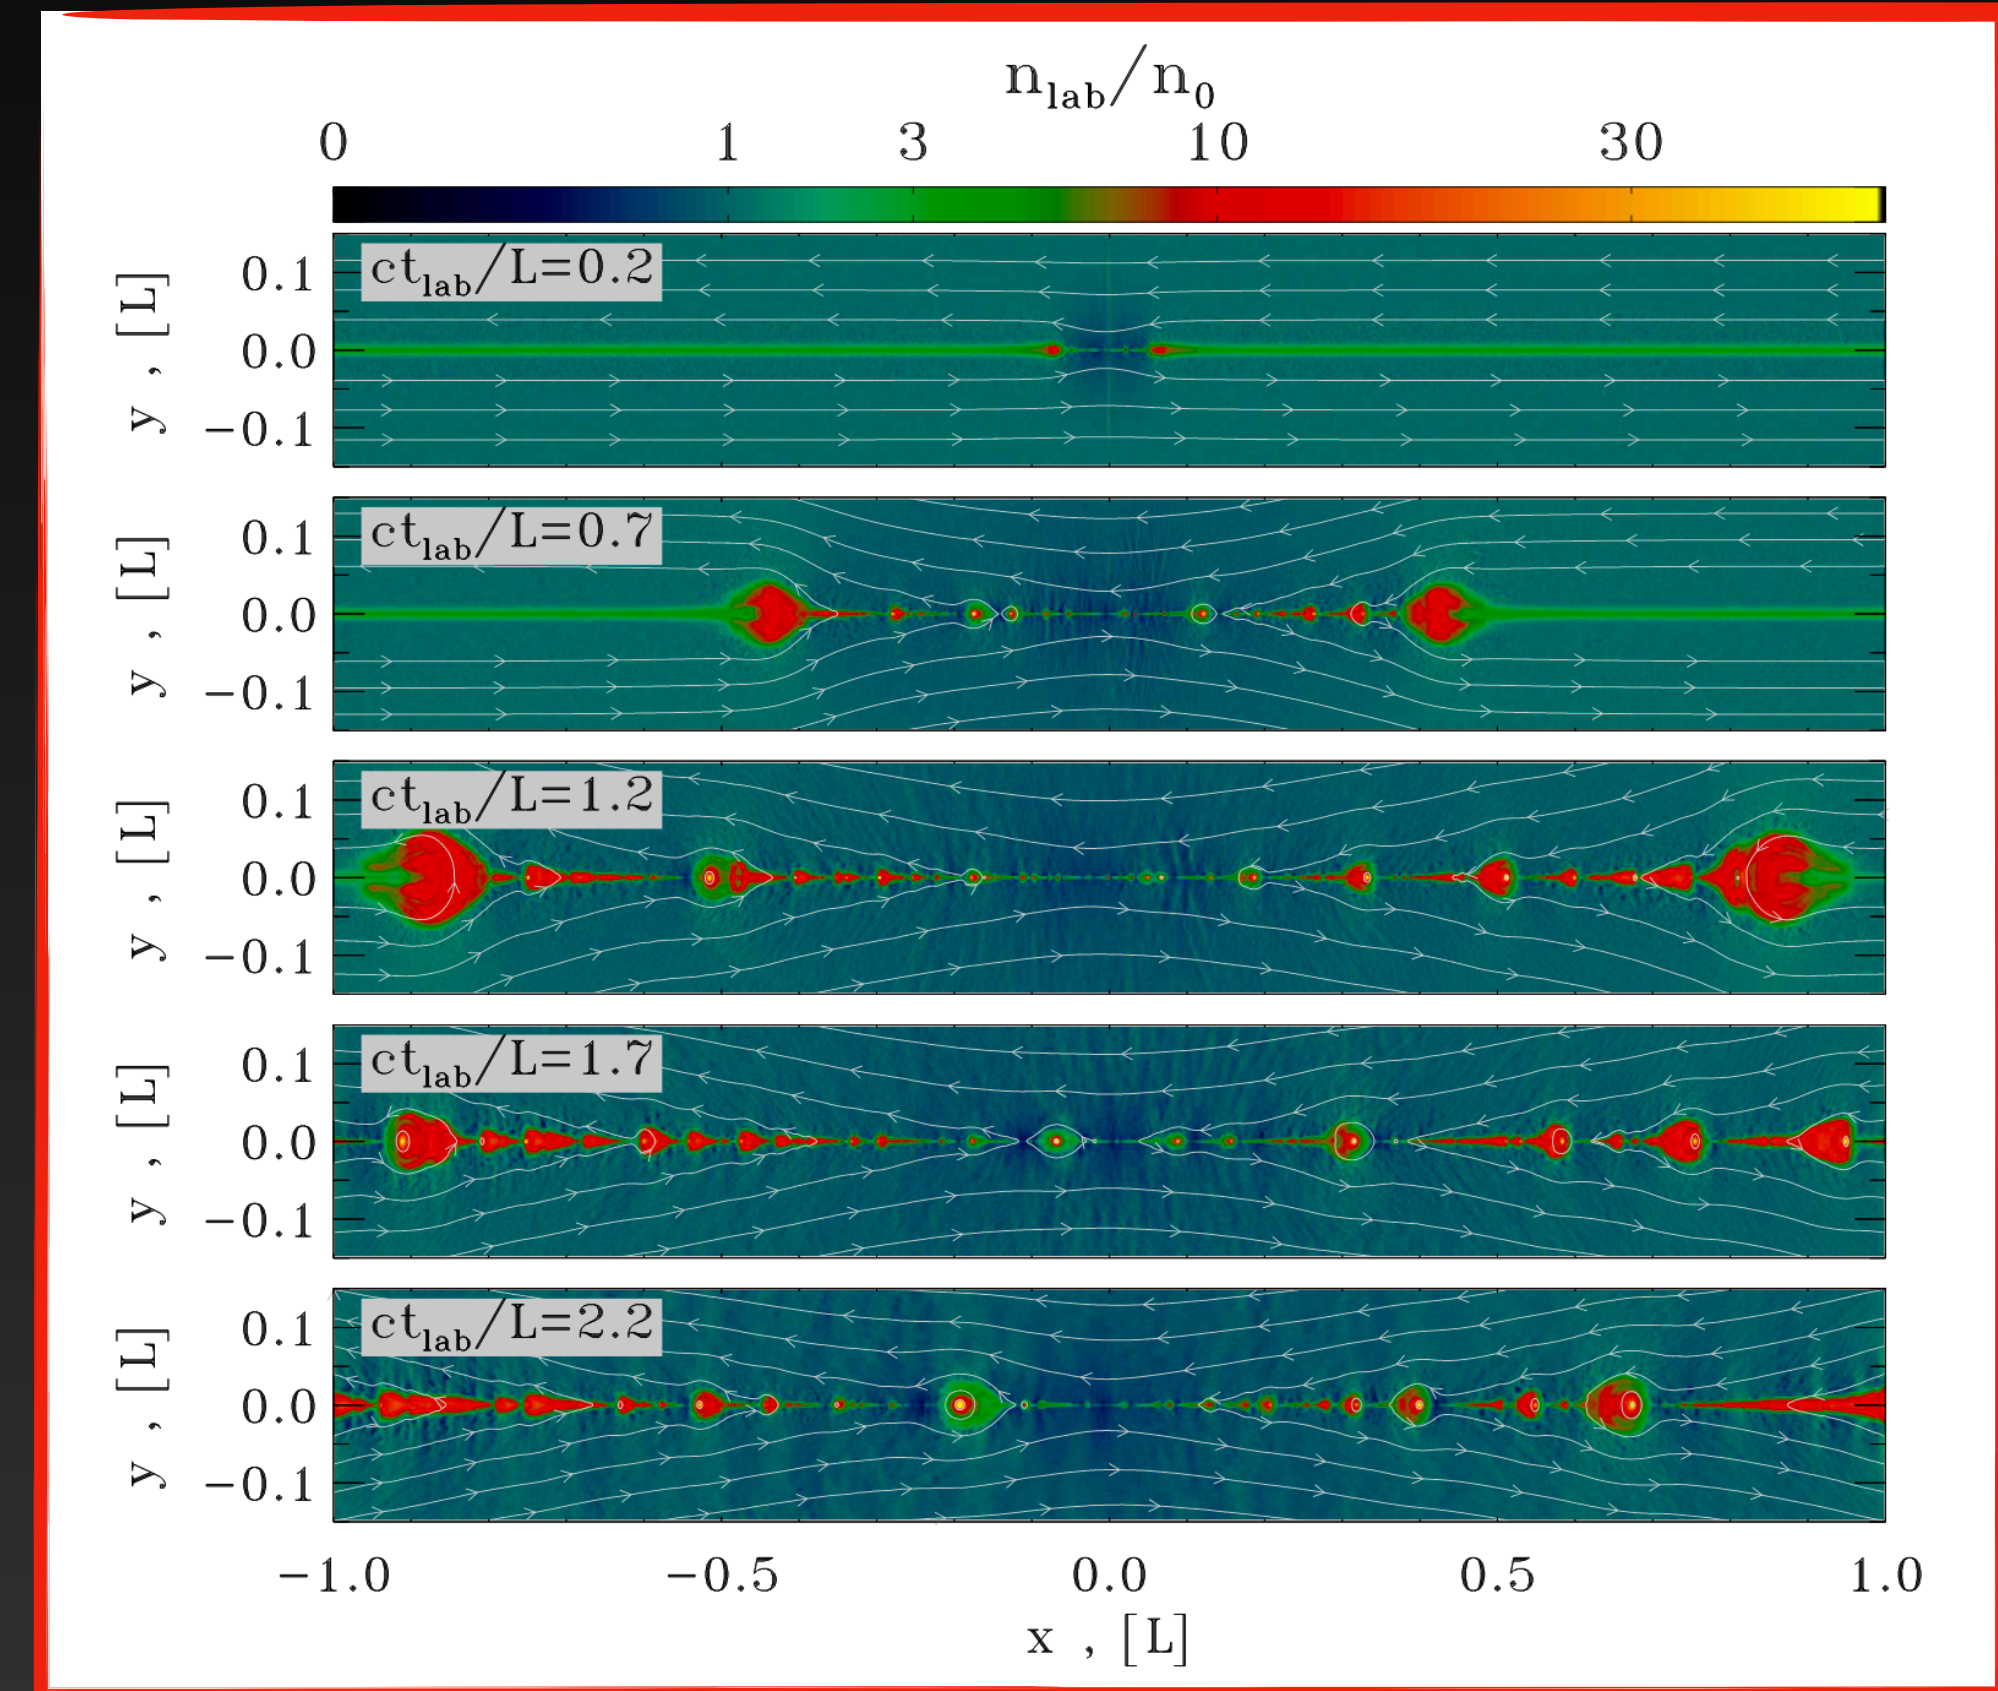 n_lab/n_0
0 1 3 10 30
ct_lab/L=0.2
y , [L]
0.1
0.0
−0.1
ct_lab/L=0.7
y , [L]
0.1
0.0
−0.1
ct_lab/L=1.2
y , [L]
0.1
0.0
−0.1
ct_lab/L=1.7
y , [L]
0.1
0.0
−0.1
ct_lab/L=2.2
y , [L]
0.1
0.0
−0.1
−1.0 −0.5 0.0 0.5 1.0
x , [L]